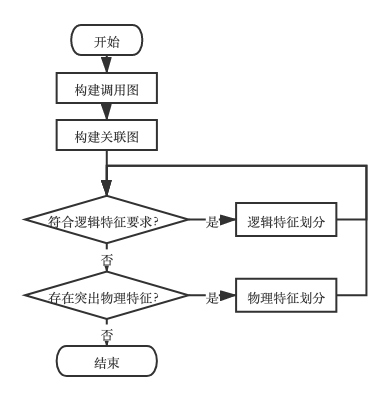 开始
构建调用图
构建关联图
符合逻辑特征要求?
是
逻辑特征划分
否
存在突出物理特征?
是
物理特征划分
否
结束